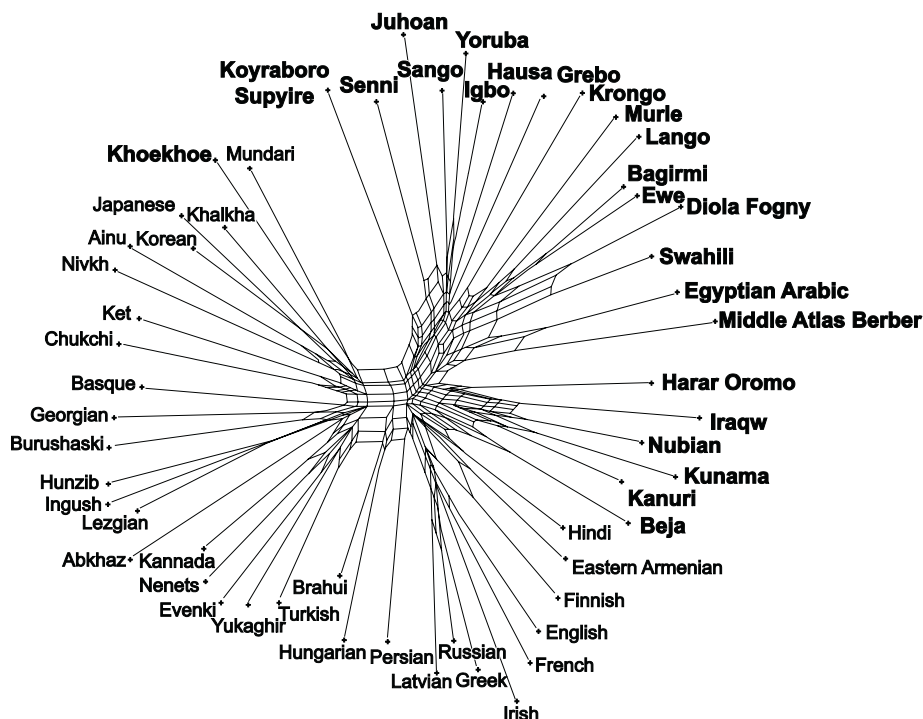 Juhoan
Yoruba
Koyraboro
Supyire
Senni
Sango
Igbo
Hausa
Grebo
Krongo
Murle
Lango
Khoekhoe
Mundari
Bagirmi
Ewe
Diola Fogny
Japanese
Khalkha
Ainu
Korean
Nivkh
Swahili
Egyptian Arabic
Middle Atlas Berber
Ket
Chukchi
Basque
Harar Oromo
Georgian
Iraqw
Burushaski
Nubian
Hunzib
Kunama
Ingush
Kanuri
Lezgian
Beja
Hindi
Abkhaz
Kannada
Eastern Armenian
Nenets
Brahui
Finnish
Evenki
Yukaghir
Turkish
English
Hungarian
Persian
Russian
French
Latvian
Greek
Irish